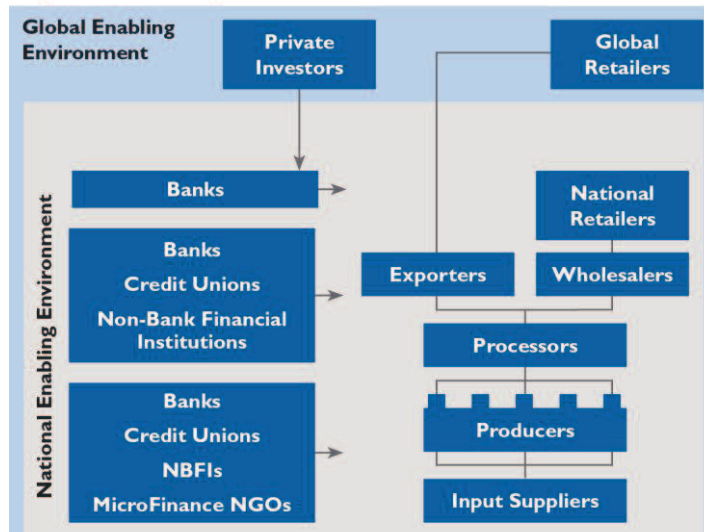 Global Enabling
Environment
Private
Investors
Global
Retailers
National Enabling Environment
Banks
National
Retailers
Banks
Credit Unions
Non-Bank Financial
Institutions
Exporters
Wholesalers
Processors
Banks
Credit Unions
NBFIs
MicroFinance NGOs
Producers
Input Suppliers